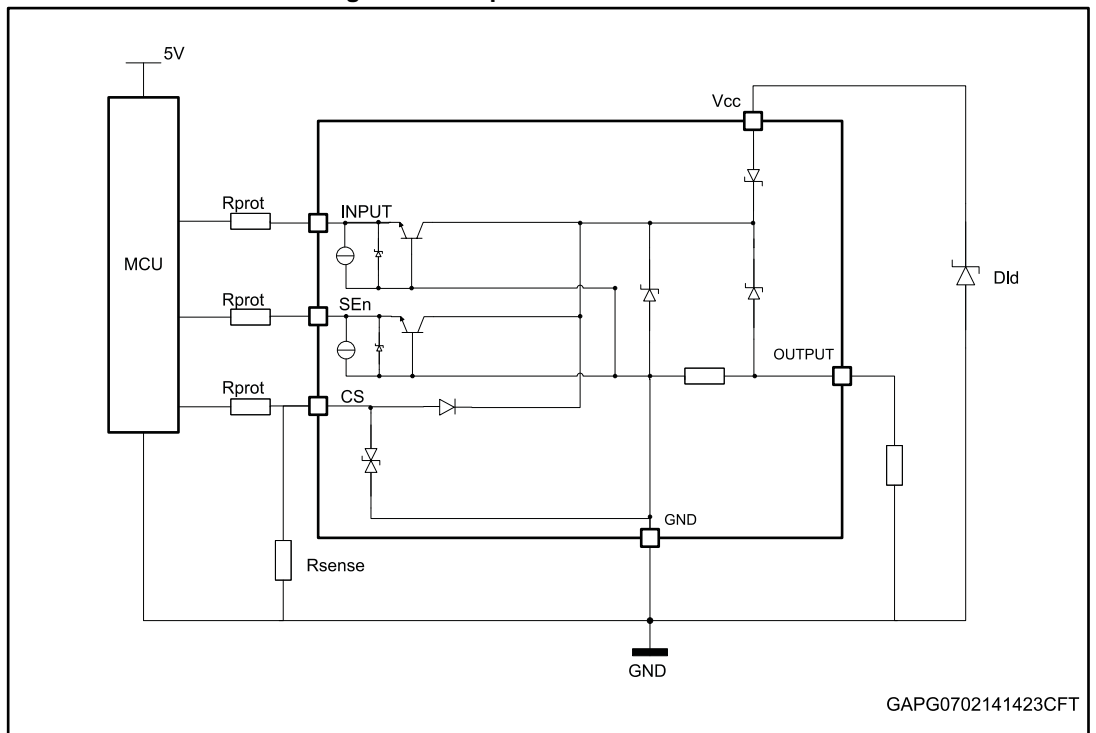 5V
Vcc
Rprot
INPUT
MCU
Dld
Rprot
SEn
OUTPUT
Rprot
CS
GND
Rsense
GND
GAPG0702141423CFT